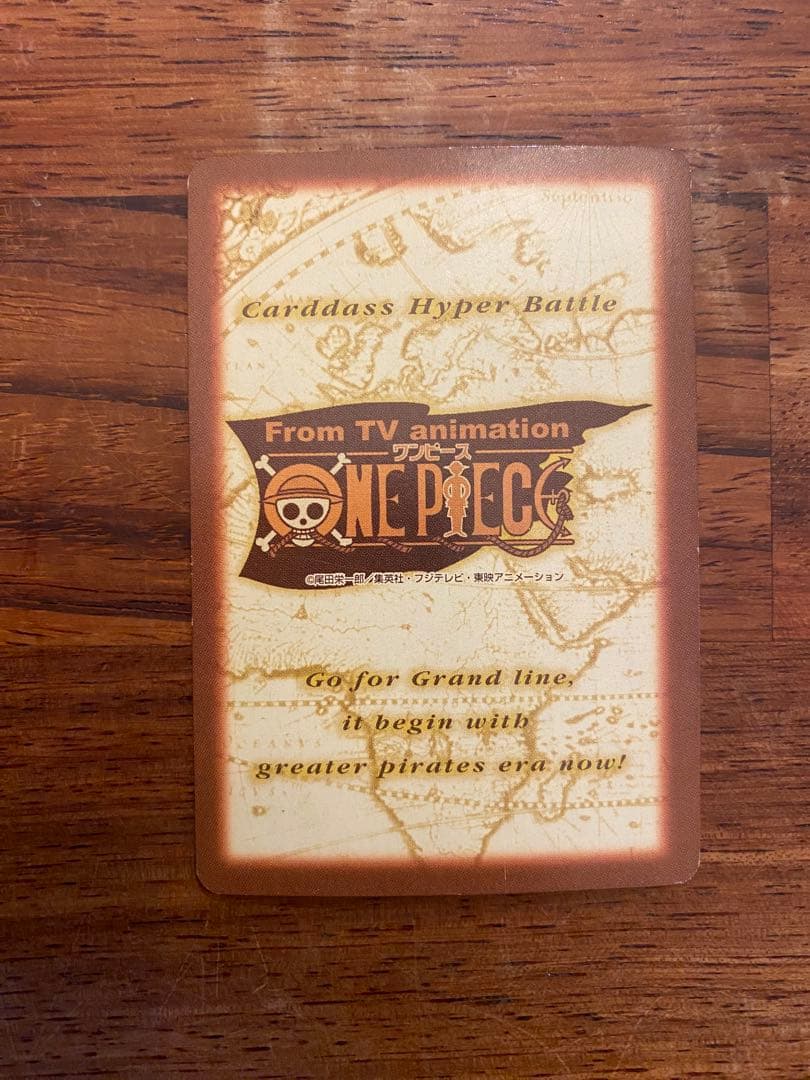 Septentrio
Carddass Hyper Battle
From TV animation
ワンピース
ONE PIECE
©尾田栄一郎／集英社・フジテレビ・東映アニメーション
Go for Grand line,
it begin with
greater pirates era now!